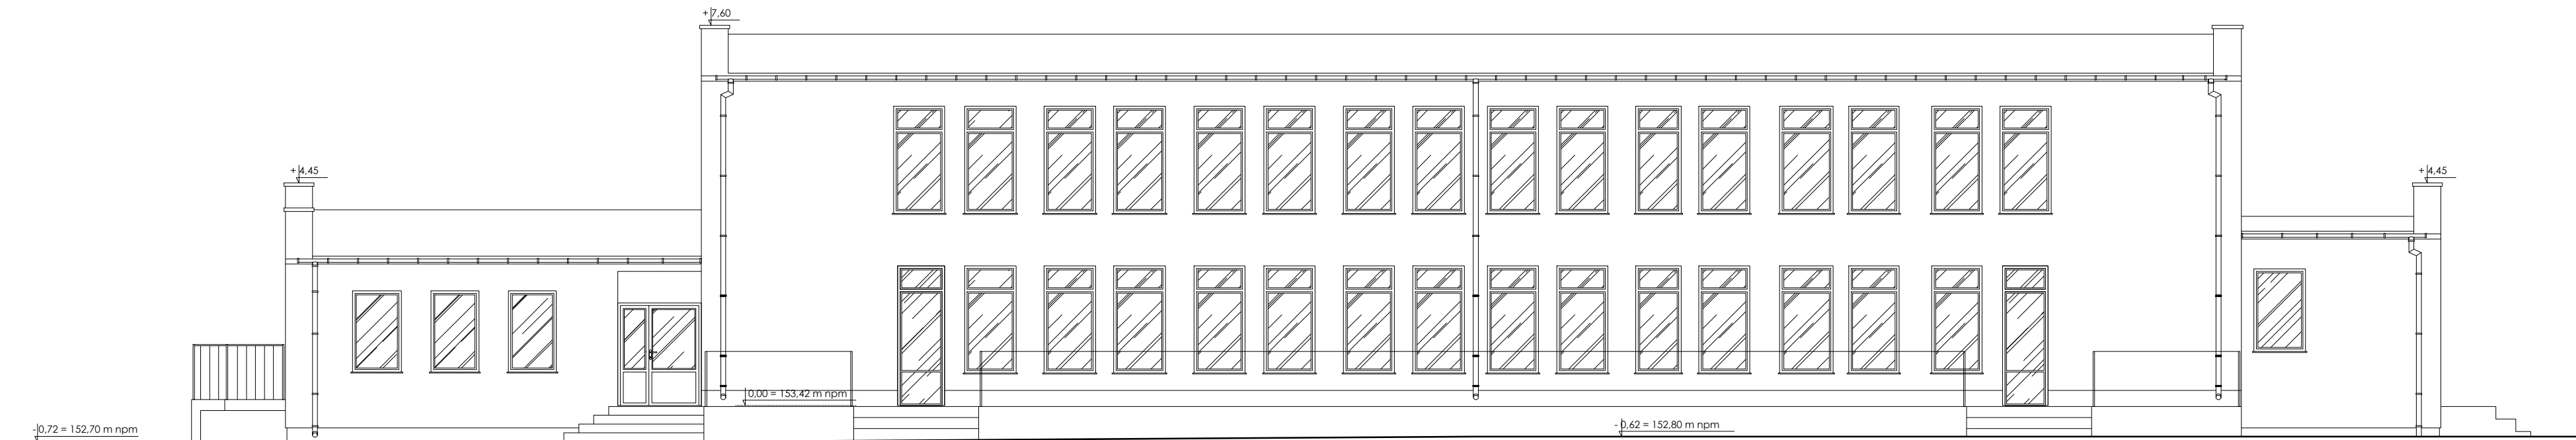 + 7,60
+ 4,45
+ 4,45
0,00 = 153,42 m npm
- 0,72 = 152,70 m npm
- 0,62 = 152,80 m npm